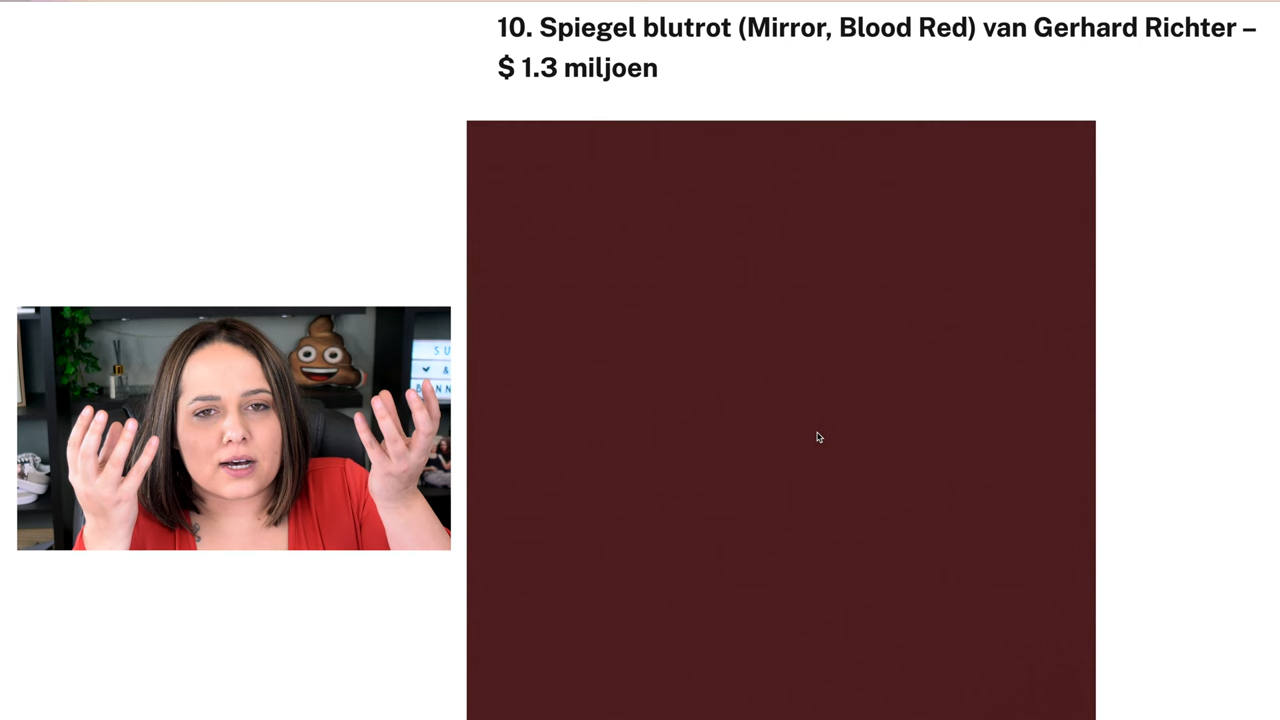 10. Spiegel blutrot (Mirror, Blood Red) van Gerhard Richter –
$ 1.3 miljoen
S U
&
B N N